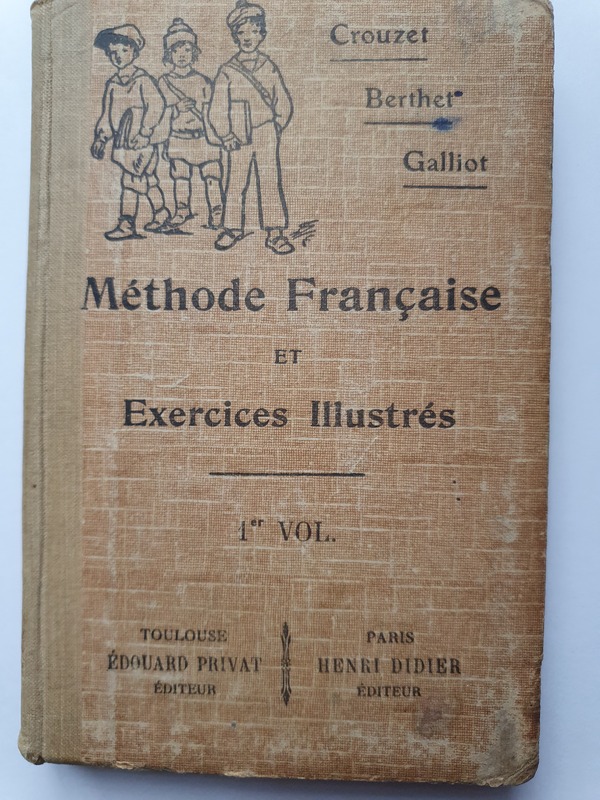 Crouzet
Berthet
Galliot
Méthode Française
ET
Exercices Illustrés
1er VOL.
TOULOUSE
ÉDOUARD PRIVAT
ÉDITEUR
PARIS
HENRI DIDIER
ÉDITEUR